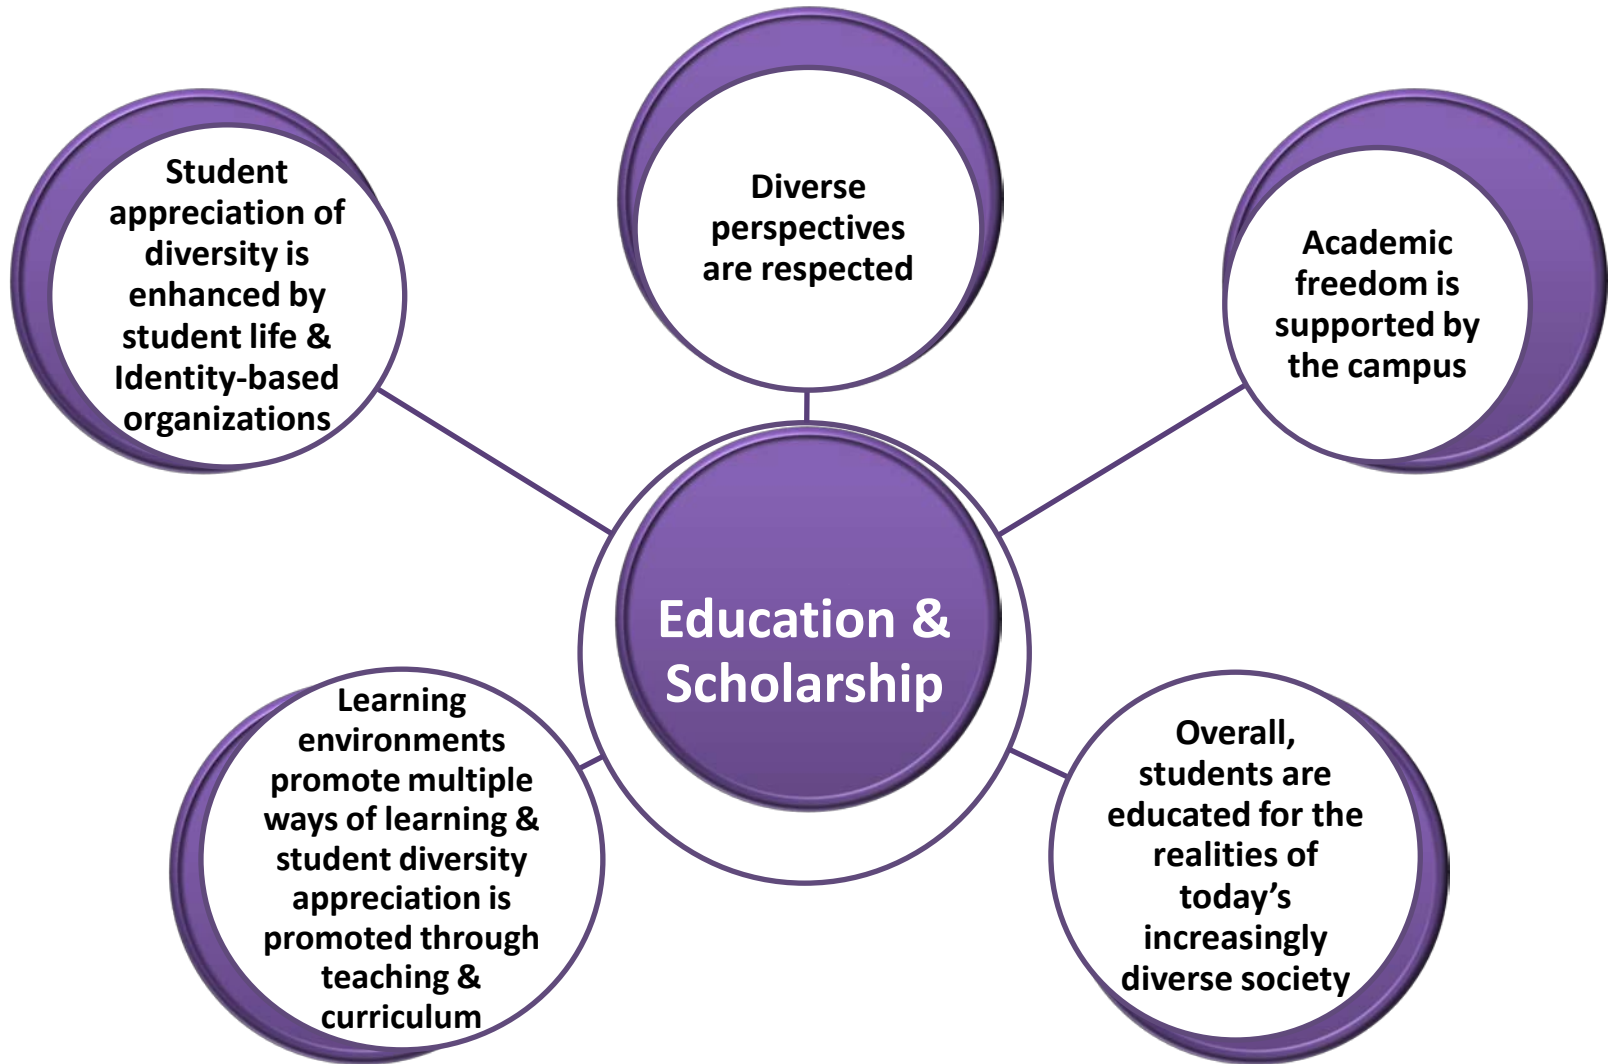 Student
appreciation of
diversity is
enhanced by
student life &
Identity-based
organizations
Diverse
perspectives
are respected
Academic
freedom is
supported by
the campus
Education &
Scholarship
Learning
environments
promote multiple
ways of learning &
student diversity
appreciation is
promoted through
teaching &
curriculum
Overall,
students are
educated for the
realities of
today’s
increasingly
diverse society